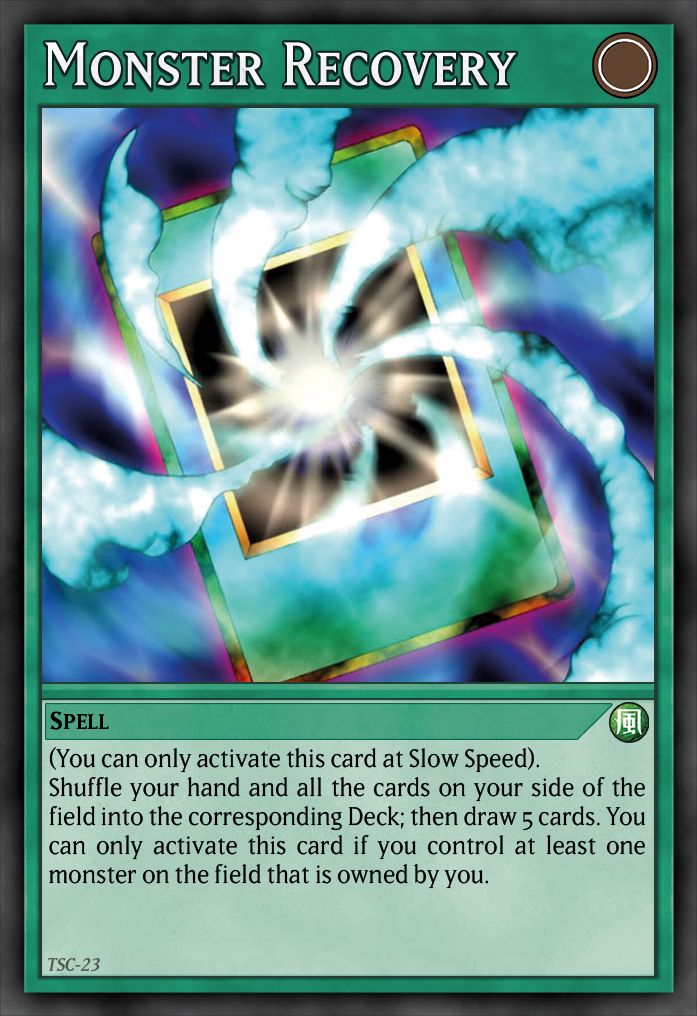 Monster Recovery
Spell
風
(You can only activate this card at Slow Speed).
Shuffle your hand and all the cards on your side of the
field into the corresponding Deck; then draw 5 cards. You
can only activate this card if you control at least one
monster on the field that is owned by you.
TSC-23